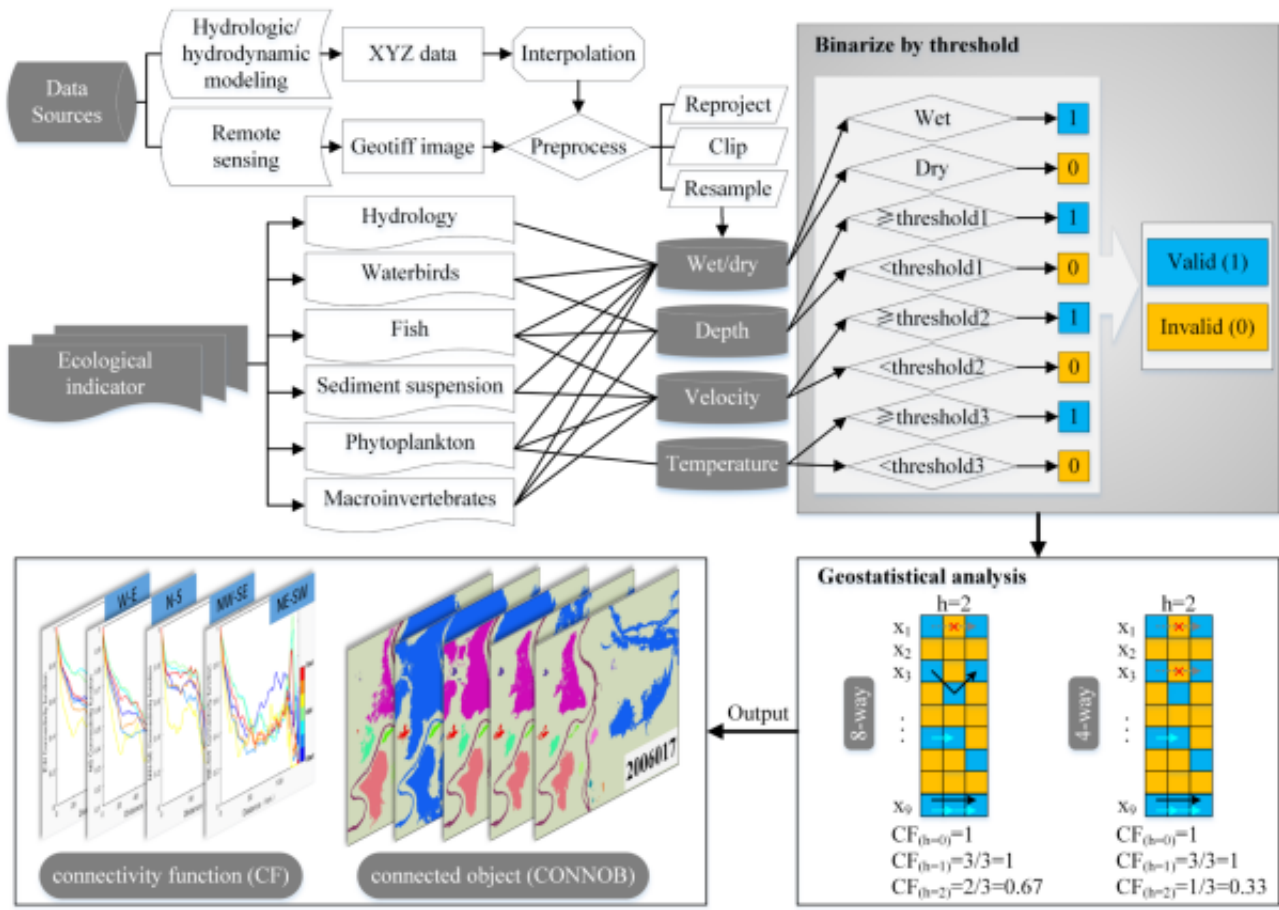 Data
Sources
Hydrologic/
hydrodynamic
modeling
XYZ data
Interpolation
Remote
sensing
Geotiff image
Preprocess
Reproject
Clip
Resample
Ecological
indicator
Hydrology
Waterbirds
Fish
Sediment suspension
Phytoplankton
Macroinvertebrates
Wet/dry
Depth
Velocity
Temperature
Binarize by threshold
Wet
1
Dry
0
≥threshold1
1
<threshold1
0
≥threshold2
1
<threshold2
0
≥threshold3
1
<threshold3
0
Valid (1)
Invalid (0)
Geostatistical analysis
8-way
h=2
x₁
x₂
x₃
⋮
x₉
CF(h=0)=1
CF(h=1)=3/3=1
CF(h=2)=2/3=0.67
4-way
h=2
x₁
x₂
x₃
⋮
x₉
CF(h=0)=1
CF(h=1)=3/3=1
CF(h=2)=1/3=0.33
Output
W-E
N-S
NW-SE
NE-SW
connectivity function (CF)
2006017
connected object (CONNOB)